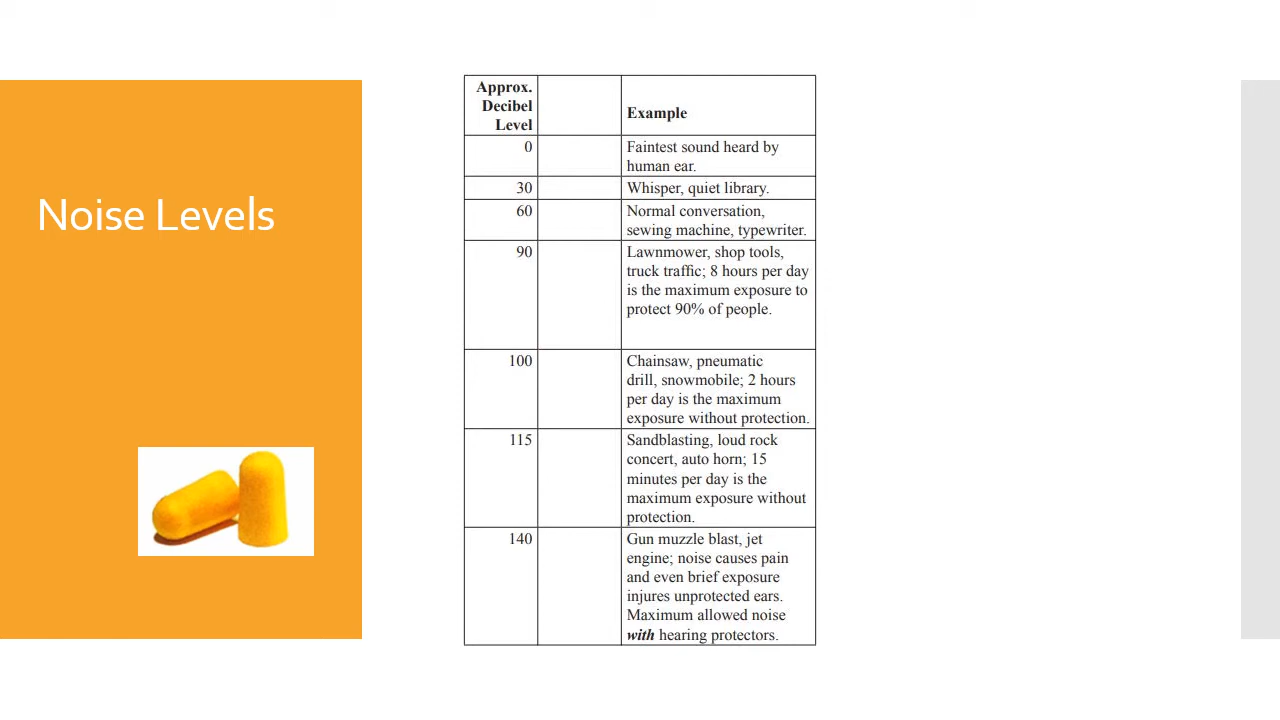 Noise Levels
Approx.
Decibel
Level
Example
0
Faintest sound heard by
human ear.
30
Whisper, quiet library.
60
Normal conversation,
sewing machine, typewriter.
90
Lawnmower, shop tools,
truck traffic; 8 hours per day
is the maximum exposure to
protect 90% of people.
100
Chainsaw, pneumatic
drill, snowmobile; 2 hours
per day is the maximum
exposure without protection.
115
Sandblasting, loud rock
concert, auto horn; 15
minutes per day is the
maximum exposure without
protection.
140
Gun muzzle blast, jet
engine; noise causes pain
and even brief exposure
injures unprotected ears.
Maximum allowed noise
with hearing protectors.